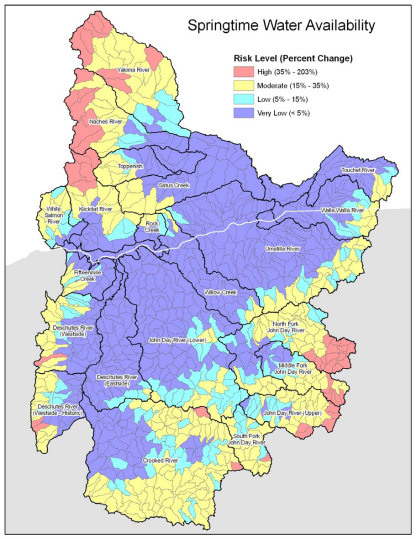 Springtime Water Availability
Risk Level (Percent Change)
High (35% - 203%)
Moderate (15% - 35%)
Low (5% - 15%)
Very Low (< 5%)
Yakima River
Naches River
Toppenish
Satus Creek
Touchet River
White
Salmon
River
Klickitat River
Rock
Creek
Walla Walla River
Umatilla River
Fifteenmile
Creek
Willow Creek
Deschutes River
(Westside)
John Day River (Lower)
North Fork
John Day River
Middle Fork
John Day River
Deschutes River
(Eastside)
Deschutes River
(Westside - Historic)
John Day River (Upper)
South Fork
John Day River
Crooked River